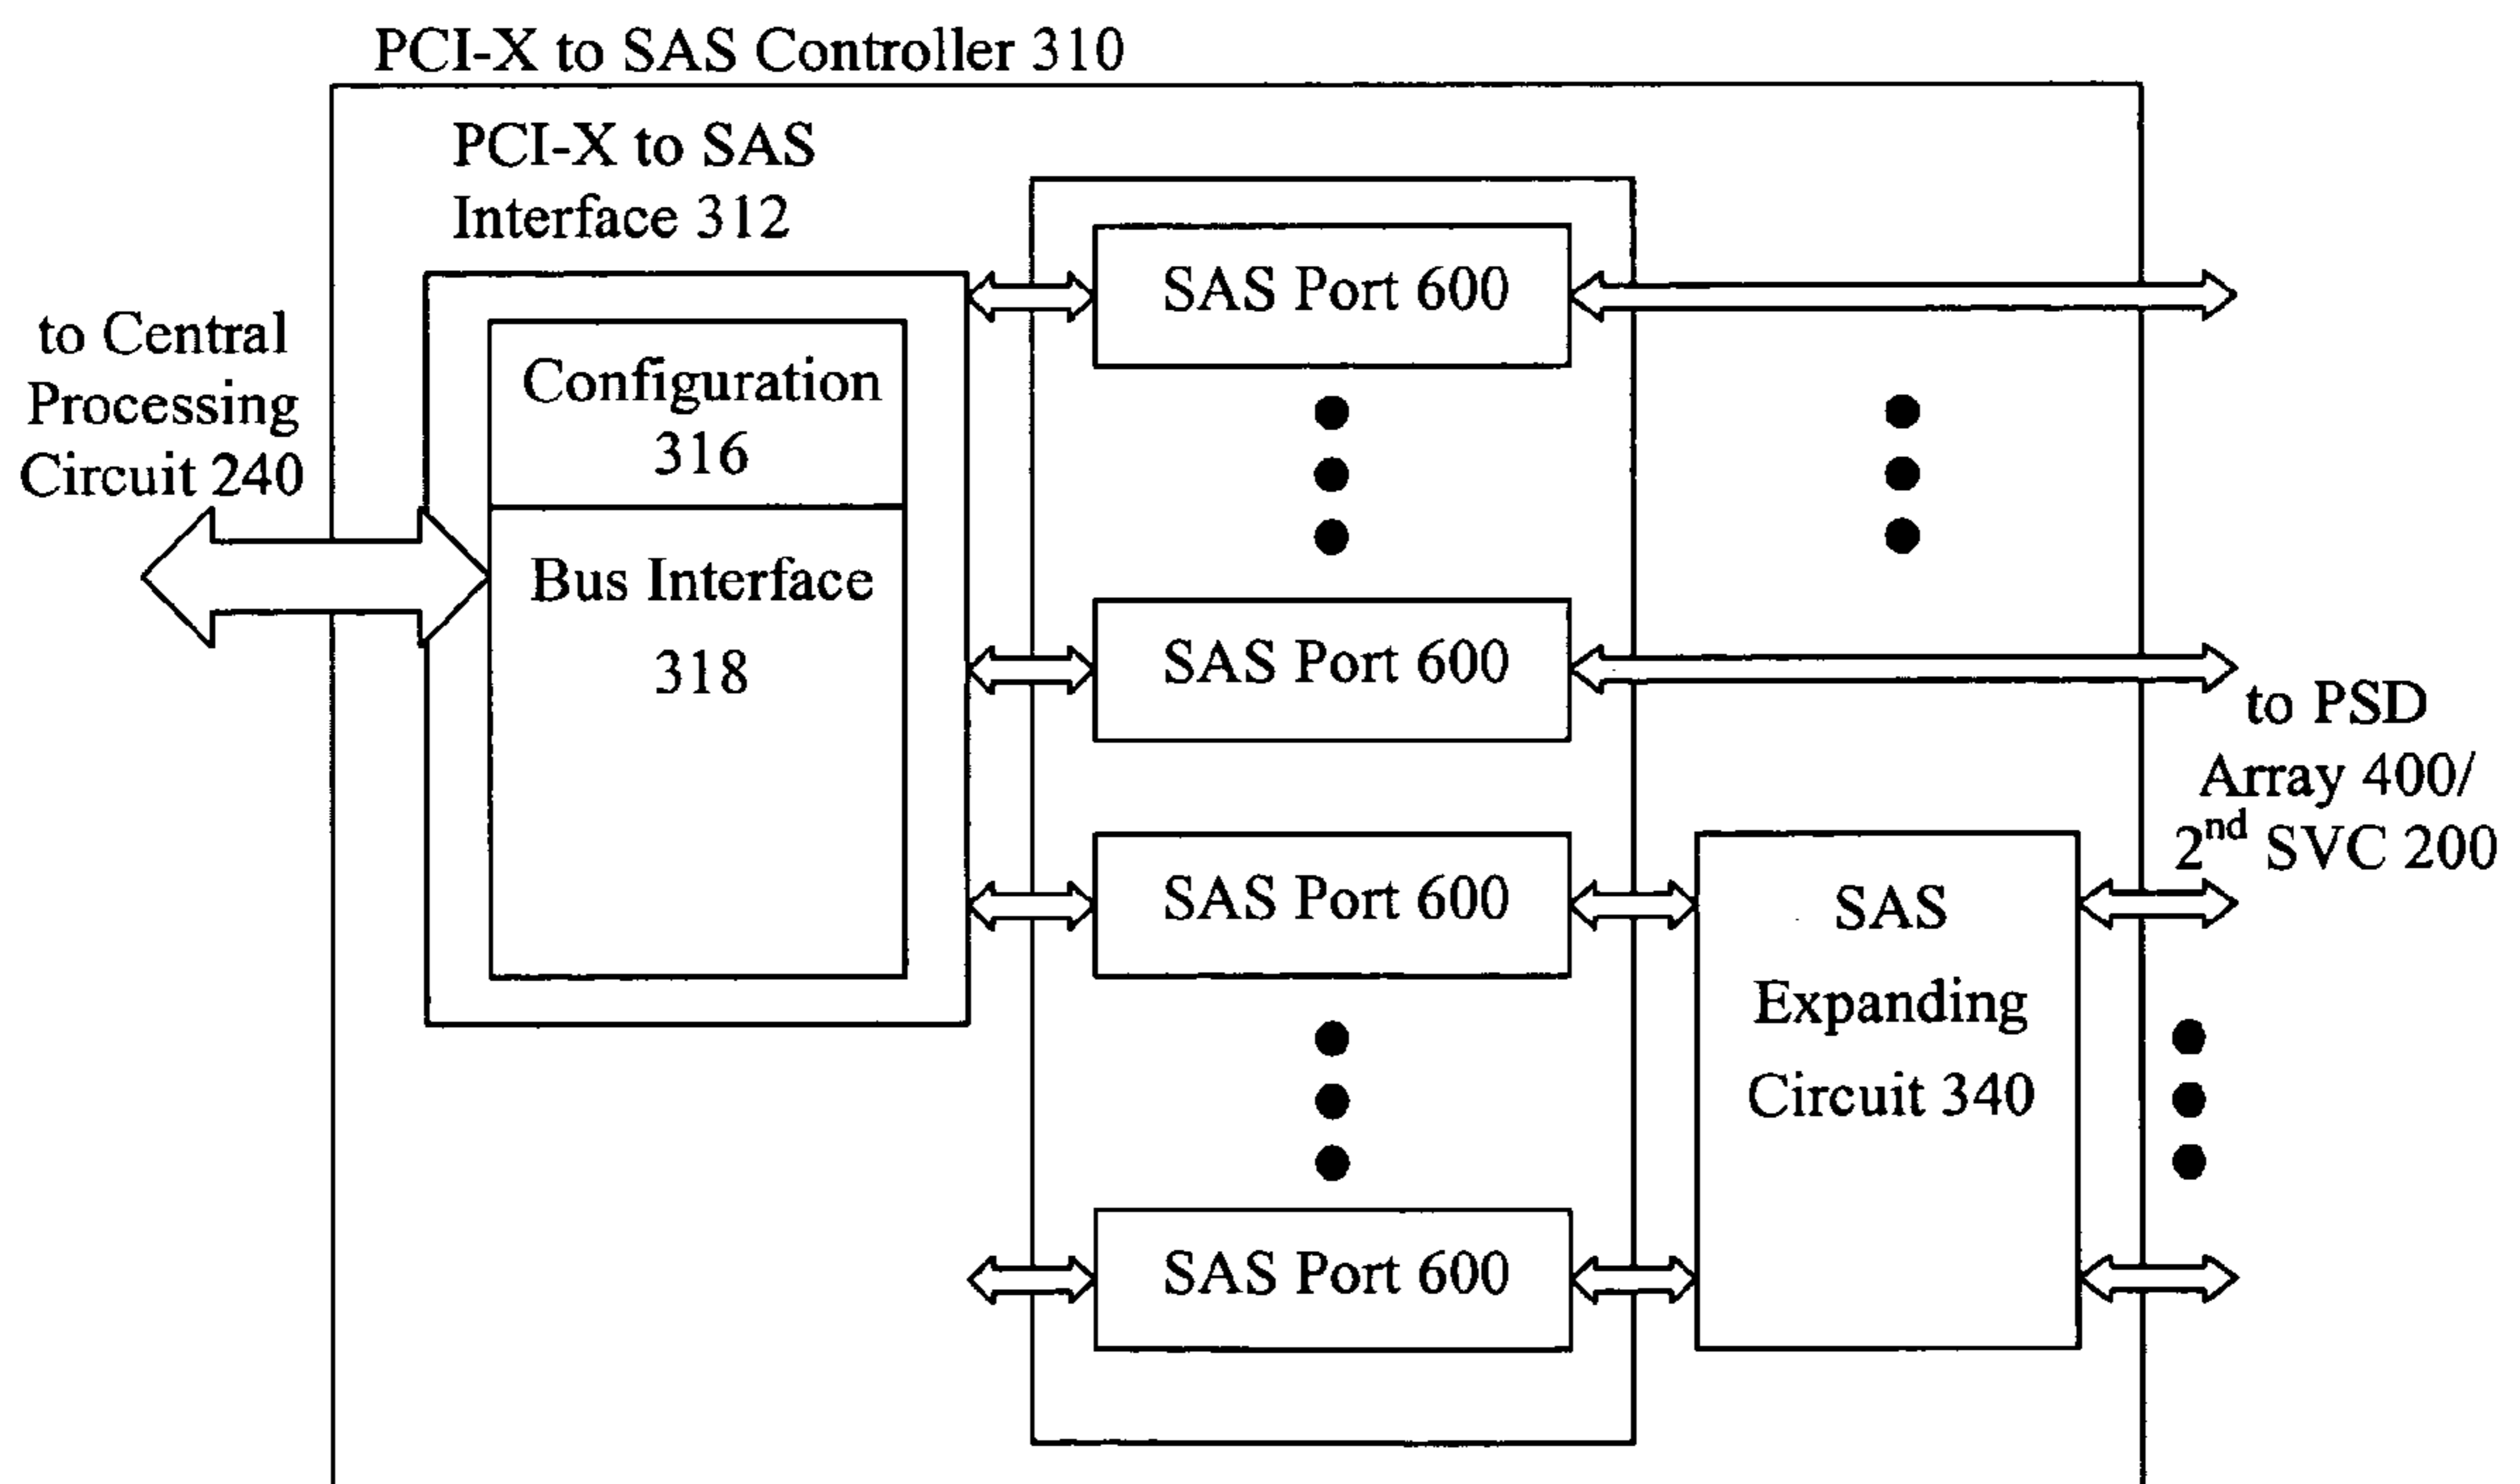 PCI-X to SAS Controller 310
PCI-X to SAS
Interface 312
to Central
Processing
Circuit 240
Configuration
316
Bus Interface
318
SAS Port 600
SAS Port 600
SAS Port 600
SAS Port 600
SAS
Expanding
Circuit 340
to PSD
Array 400/
2nd SVC 200